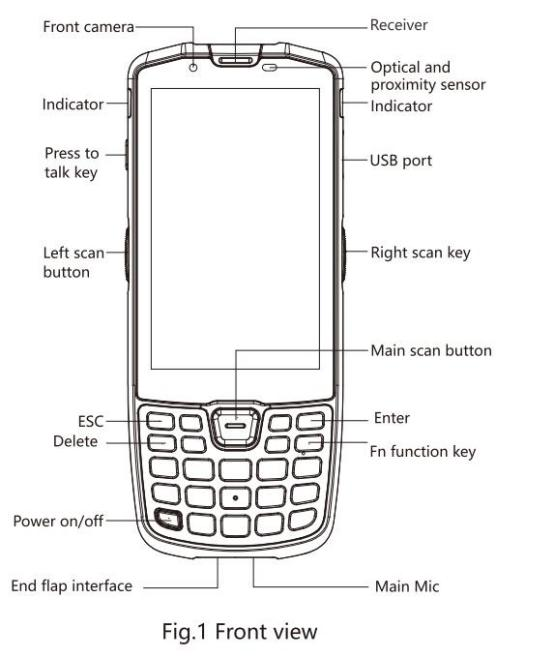 Front camera
Receiver
Optical and
proximity sensor
Indicator
Indicator
Press to
talk key
USB port
Left scan
button
Right scan key
Main scan button
ESC
Enter
Delete
Fn function key
Power on/off
End flap interface
Main Mic
Fig.1 Front view